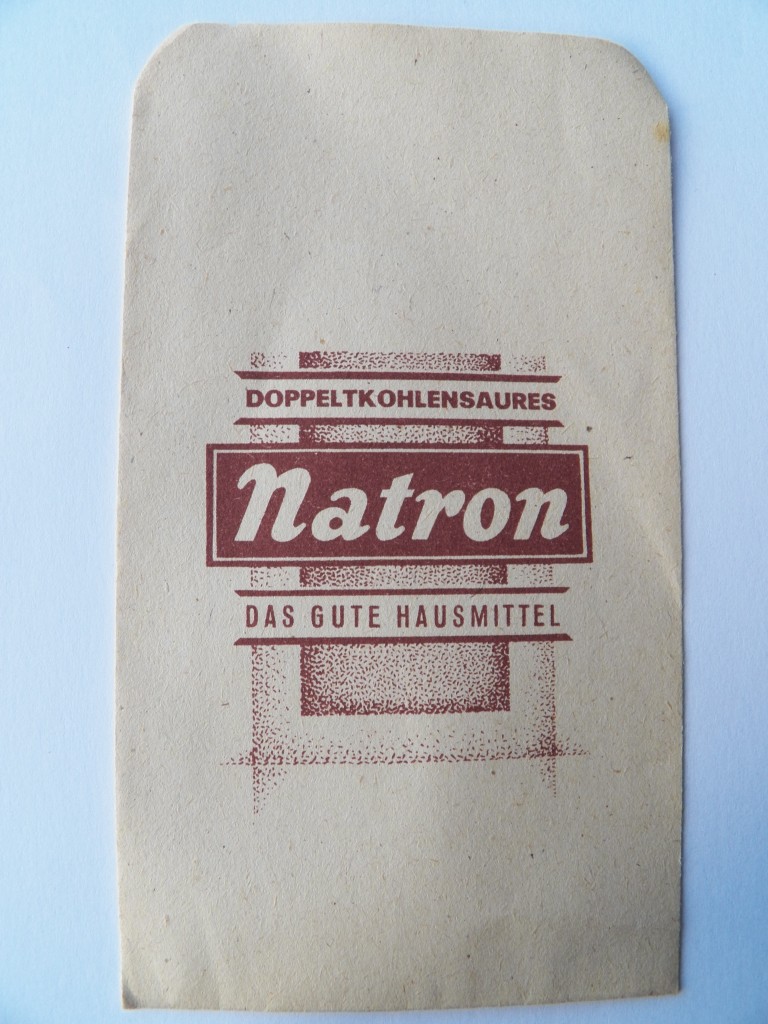 DOPPELTKOHLENSAURES
Natron
DAS GUTE HAUSMITTEL